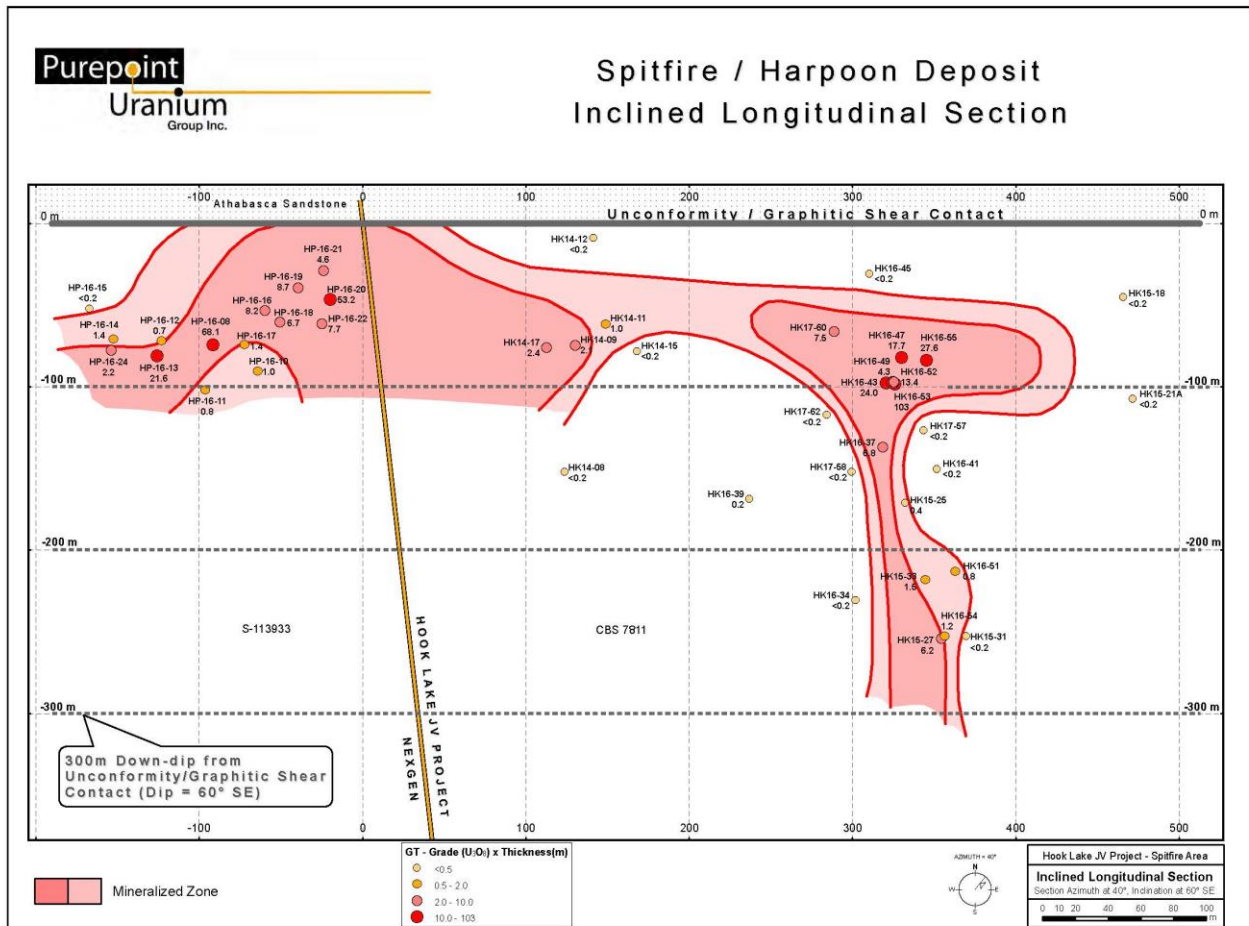 Purepoint
Uranium
Group Inc.
Spitfire / Harpoon Deposit
Inclined Longitudinal Section
-100 0 100 200 300 400 500
Athabasca Sandstone
0 m
Unconformity / Graphitic Shear Contact
0 m
HK14-12
<0.2
HP-16-21
4.6
HK16-45
<0.2
HP-16-19
8.7
HP-16-15
<0.2
HP-16-20
53.2
HK15-18
<0.2
HP-16-16
8.2
HP-16-18
6.7
HP-16-22
7.7
HP-16-14
1.4
HP-16-12
0.7
HP-16-08
68.1
HP-16-17
1.4
HK14-11
1.0
HK17-60
7.5
HK16-47
17.7
HK16-55
27.6
HP-16-24
2.2
HP-16-13
21.6
HP-16-10
1.0
HK14-17
2.4
HK14-09
2.1
HK14-15
<0.2
HK16-49
4.3
HK16-52
13.4
HK16-43
24.0
HK16-53
103
-100 m
-100 m
HP-16-11
0.8
HK15-21A
<0.2
HK17-62
<0.2
HK17-57
<0.2
HK16-37
6.8
HK14-08
<0.2
HK17-58
<0.2
HK16-41
<0.2
HK16-39
0.2
HK15-25
0.4
-200 m
-200 m
HK15-33
HK16-51
0.8
HK16-34
<0.2
HK16-54
1.2
HK15-27
6.2
HK15-31
<0.2
S-113933
CBS 7811
HOOK LAKE JV PROJECT
NEXGEN
-300 m
-300 m
300m Down-dip from
Unconformity/Graphitic Shear
Contact (Dip = 60° SE)
-100 0 100 200 300 400 500
Mineralized Zone
GT - Grade (U3O8) x Thickness(m)
<0.5
0.5 - 2.0
2.0 - 10.0
10.0 - 103
AZIMUTH = 40°
N
W
E
S
Hook Lake JV Project - Spitfire Area
Inclined Longitudinal Section
Section Azimuth at 40°, Inclination at 60° SE
0 10 20 40 60 80 100
m